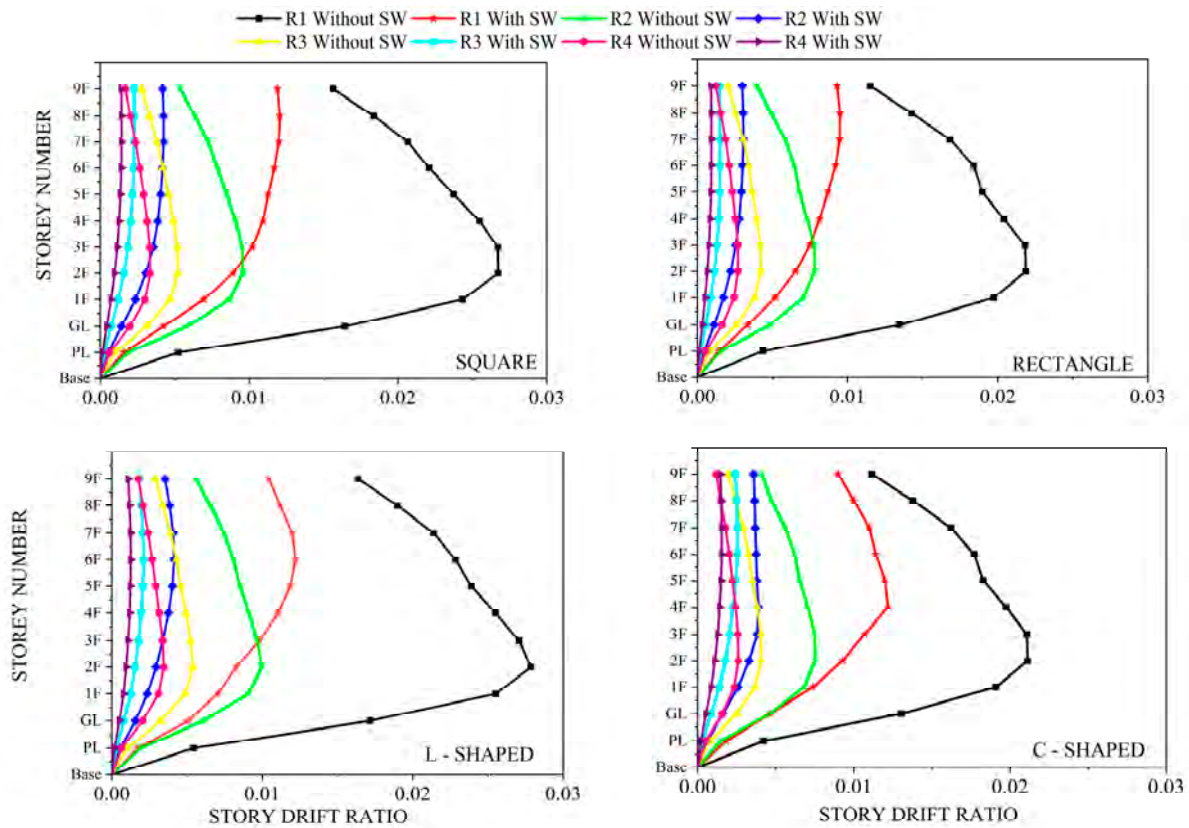 R1 Without SW R1 With SW R2 Without SW R2 With SW
R3 Without SW R3 With SW R4 Without SW R4 With SW
STOREY NUMBER
9F
8F
7F
6F
5F
4F
3F
2F
1F
GL
PL
Base
SQUARE
0.00 0.01 0.02 0.03
9F
8F
7F
6F
5F
4F
3F
2F
1F
GL
PL
Base
RECTANGLE
0.00 0.01 0.02 0.03
STOREY NUMBER
9F
8F
7F
6F
5F
4F
3F
2F
1F
GL
PL
Base
L - SHAPED
0.00 0.01 0.02 0.03
STORY DRIFT RATIO
STOREY NUMBER
9F
8F
7F
6F
5F
4F
3F
2F
1F
GL
PL
Base
C - SHAPED
0.00 0.01 0.02 0.03
STORY DRIFT RATIO